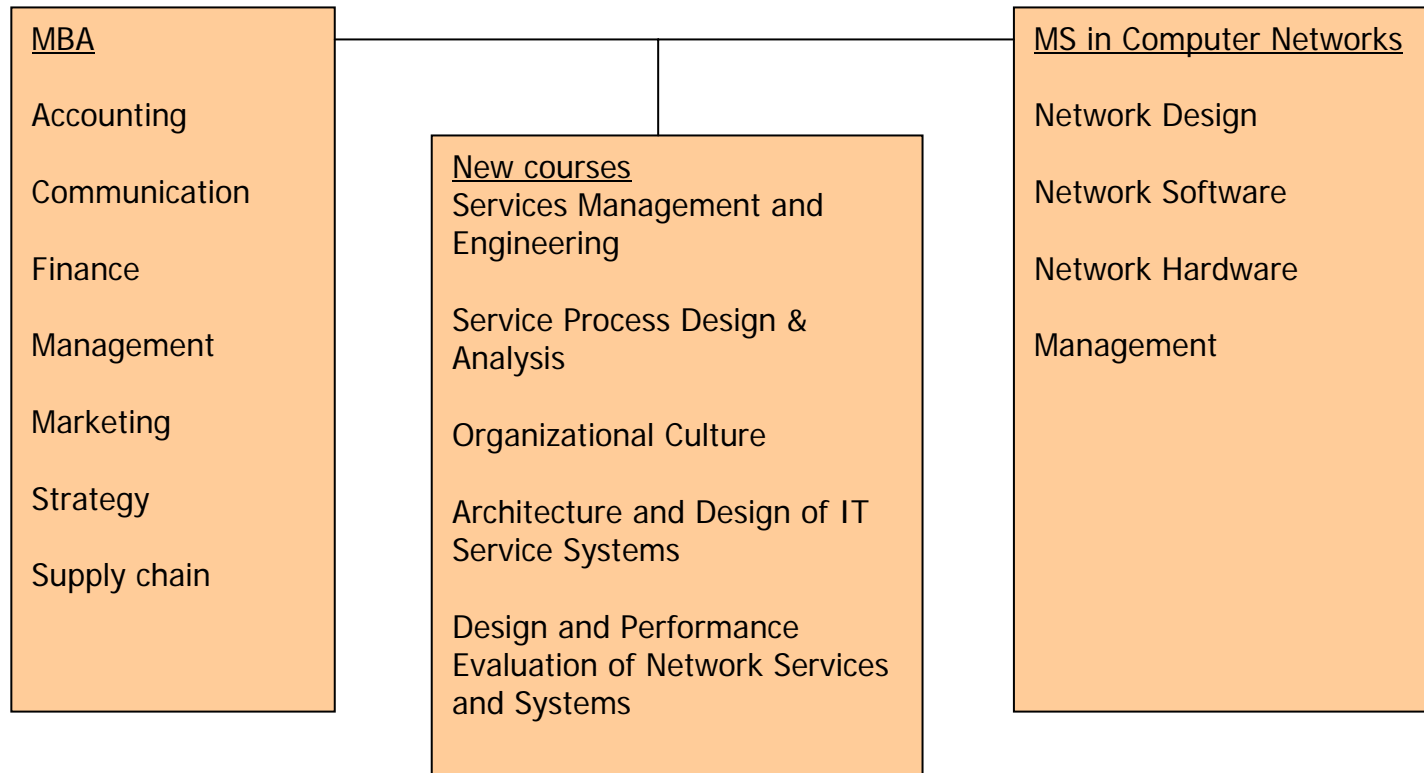 MBA
Accounting
Communication
Finance
Management
Marketing
Strategy
Supply chain
New courses
Services Management and
Engineering
Service Process Design &
Analysis
Organizational Culture
Architecture and Design of IT
Service Systems
Design and Performance
Evaluation of Network Services
and Systems
MS in Computer Networks
Network Design
Network Software
Network Hardware
Management